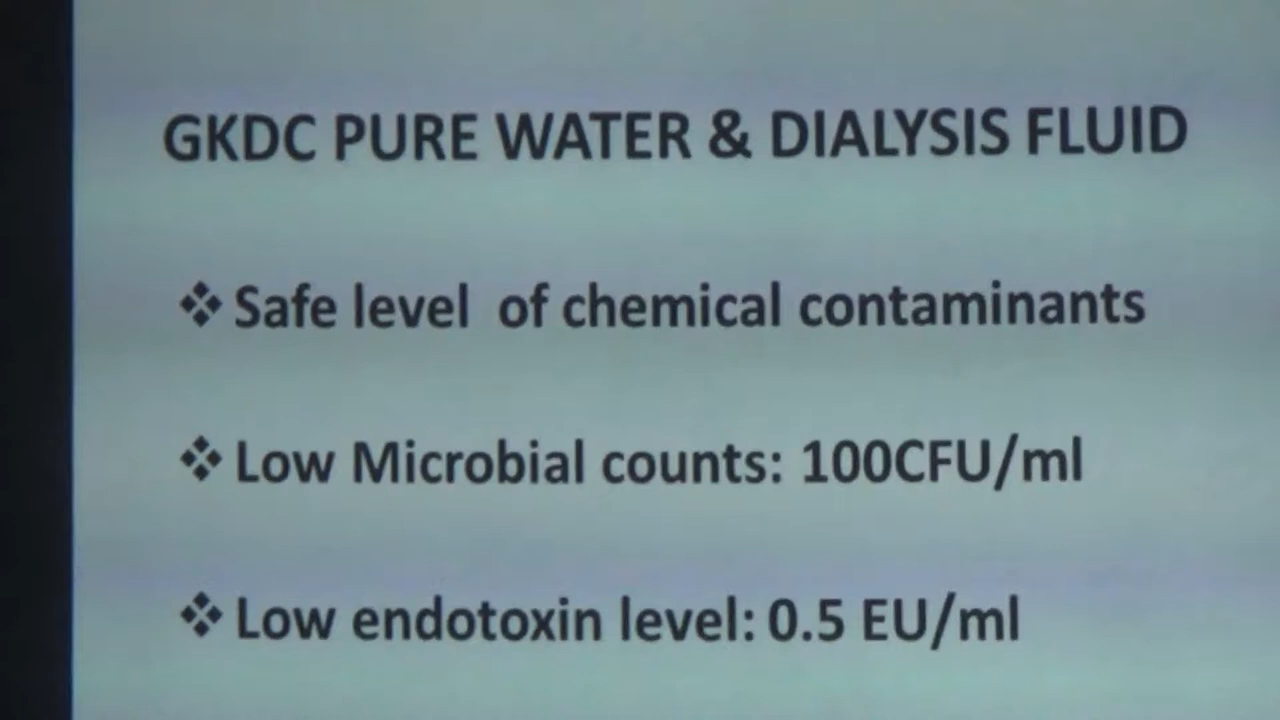 GKDC PURE WATER & DIALYSIS FLUID
❖ Safe level of chemical contaminants
❖ Low Microbial counts: 100CFU/ml
❖ Low endotoxin level: 0.5 EU/ml